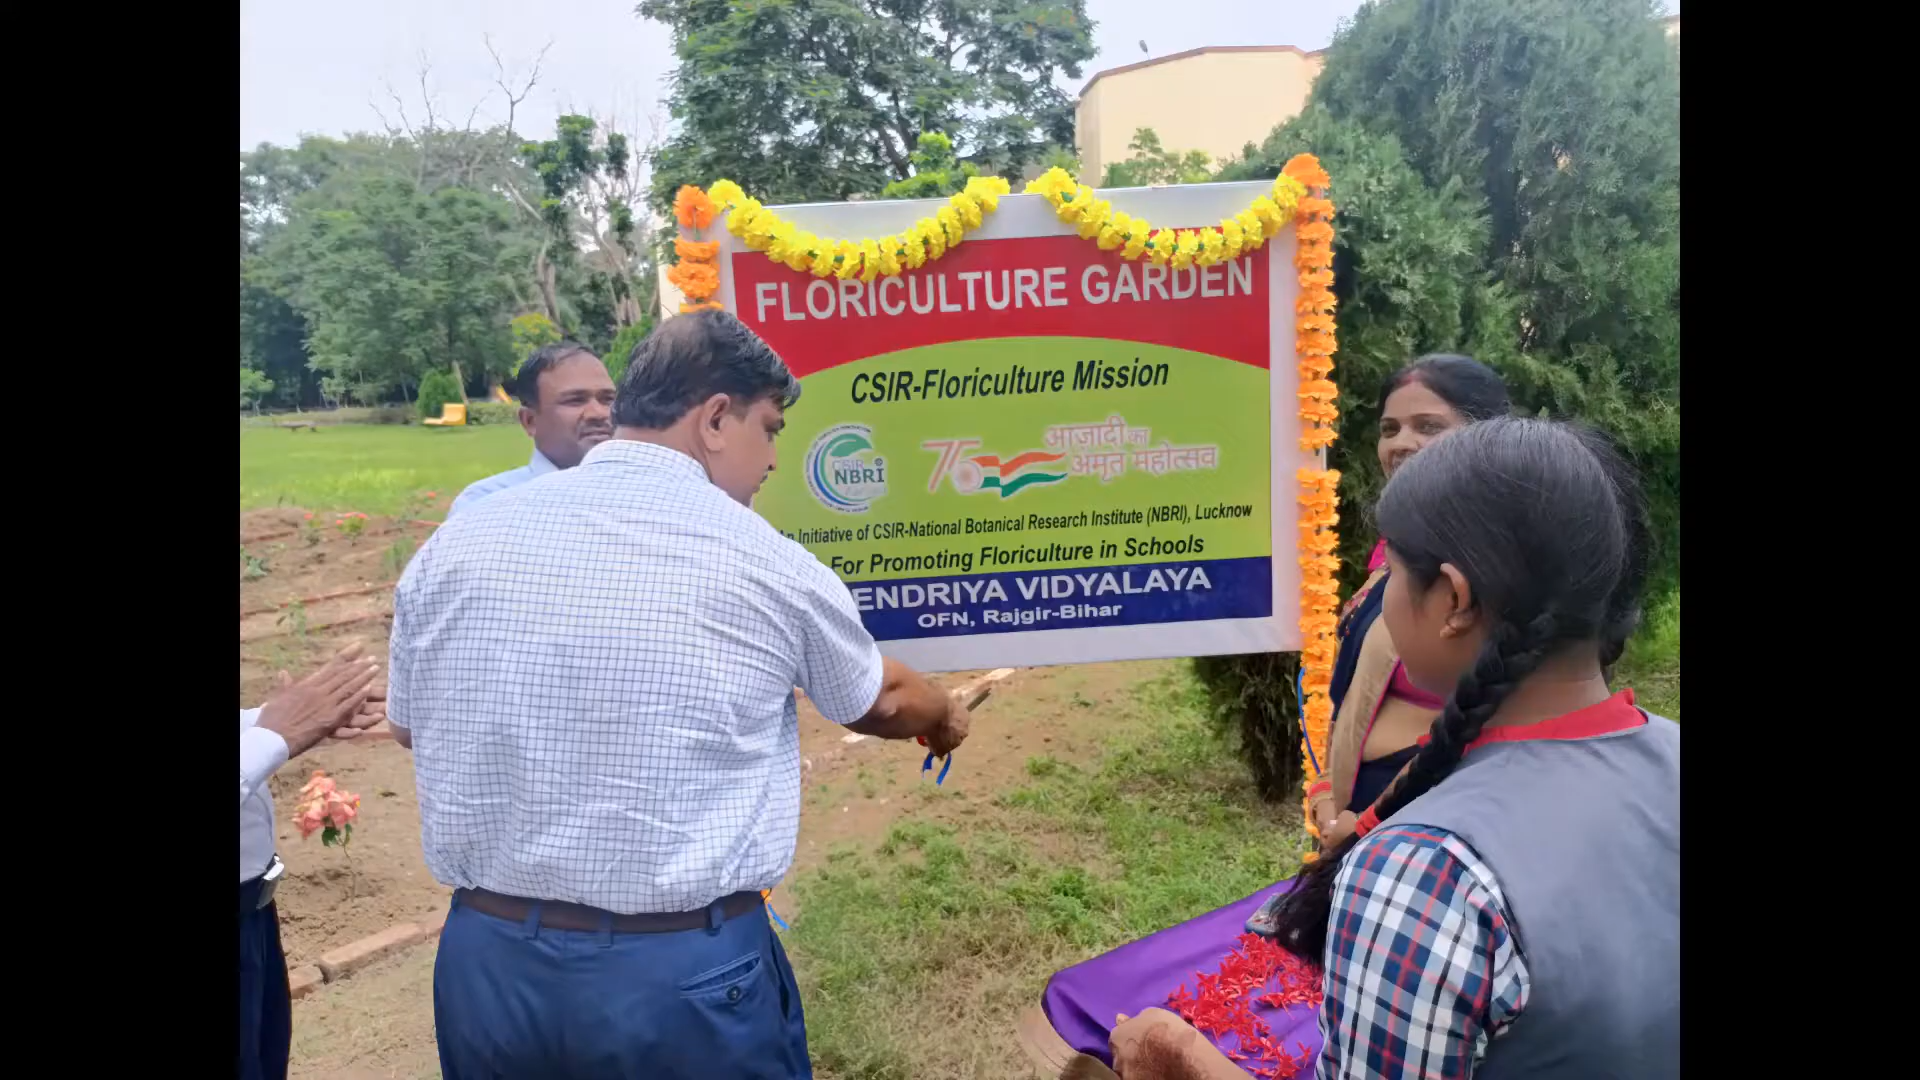 FLORICULTURE GARDEN
CSIR-Floriculture Mission
CSIR
NBRI
75
आज़ादी का
अमृत महोत्सव
An Initiative of CSIR-National Botanical Research Institute (NBRI), Lucknow
For Promoting Floriculture in Schools
ENDRIYA VIDYALAYA
OFN, Rajgir-Bihar